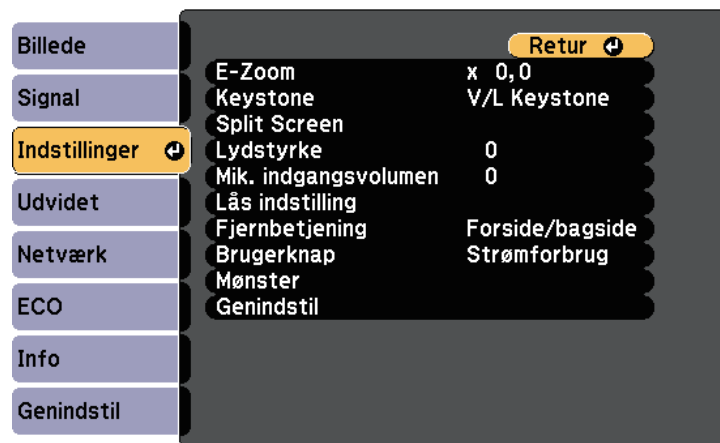 Billede
Signal
Indstillinger
Udvidet
Netværk
ECO
Info
Genindstil
Retur
E-Zoom x 0,0
Keystone V/L Keystone
Split Screen
Lydstyrke 0
Mik. indgangsvolumen 0
Lås indstilling
Fjernbetjening Forside/bagside
Brugerknap Strømforbrug
Mønster
Genindstil